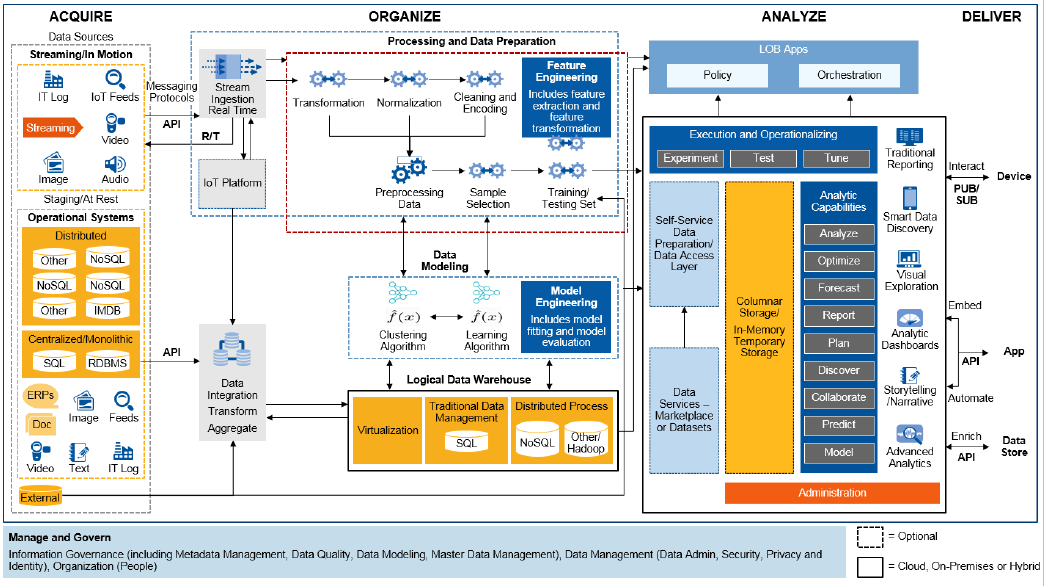 ACQUIRE
ORGANIZE
ANALYZE
DELIVER
Data Sources
Streaming/In Motion
IT Log
IoT Feeds
Streaming
Video
Image
Audio
Staging/At Rest
Operational Systems
Distributed
Other
NoSQL
NoSQL
NoSQL
Other
IMDB
Centralized/Monolithic
SQL
RDBMS
ERPs
Image
Feeds
Doc
Video
Text
IT Log
External
Messaging
Protocols
API
R/T
API
Processing and Data Preparation
Stream
Ingestion
Real Time
IoT Platform
Transformation
Normalization
Cleaning and
Encoding
Feature
Engineering
Includes feature
extraction and
feature
transformation
Preprocessing
Data
Sample
Selection
Training/
Testing Set
Data
Modeling
f̂(x)
Clustering
Algorithm
f̂(x)
Learning
Algorithm
Model
Engineering
Includes model
fitting and model
evaluation
Data
Integration
Transform
Aggregate
Logical Data Warehouse
Virtualization
Traditional Data
Management
SQL
Distributed Process
NoSQL
Other/
Hadoop
LOB Apps
Policy
Orchestration
Execution and Operationalizing
Experiment
Test
Tune
Self-Service
Data
Preparation/
Data Access
Layer
Data
Services –
Marketplace
or Datasets
Columnar
Storage/
In-Memory
Temporary
Storage
Analytic
Capabilities
Analyze
Optimize
Forecast
Report
Plan
Discover
Collaborate
Predict
Model
Administration
Traditional
Reporting
Smart Data
Discovery
Visual
Exploration
Analytic
Dashboards
Storytelling
/Narrative
Advanced
Analytics
Interact
PUB/
SUB
Device
Embed
API
App
Automate
Enrich
API
Data
Store
Manage and Govern
Information Governance (including Metadata Management, Data Quality, Data Modeling, Master Data Management), Data Management (Data Admin, Security, Privacy and
Identity), Organization (People)
= Optional
= Cloud, On-Premises or Hybrid